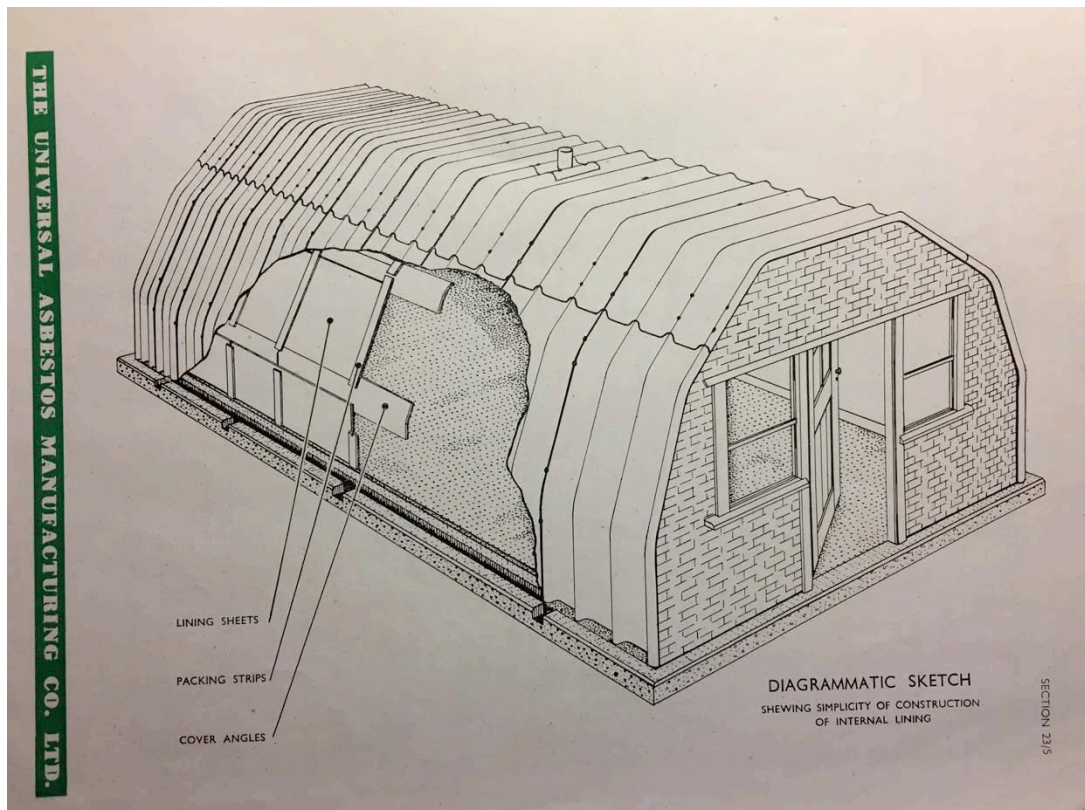 THE UNIVERSAL ASBESTOS MANUFACTURING CO. LTD.
LINING SHEETS
PACKING STRIPS
COVER ANGLES
DIAGRAMMATIC SKETCH
SHEWING SIMPLICITY OF CONSTRUCTION
OF INTERNAL LINING
SECTION 23/5